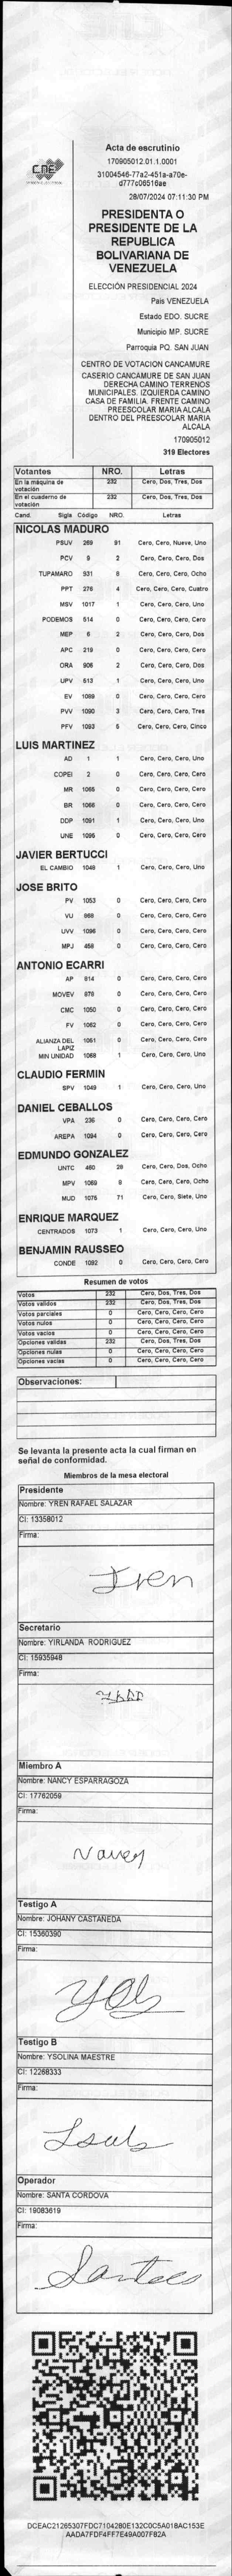 CNE
Acta de escrutinio
170905012.01.1.0001
31004546-77a2-451a-a70e-
d777c06516ae
28/07/2024 07:11:30 PM
PRESIDENTA O
PRESIDENTE DE LA
REPUBLICA
BOLIVARIANA DE
VENEZUELA
ELECCIÓN PRESIDENCIAL 2024
Pais VENEZUELA
Estado EDO. SUCRE
Municipio MP. SUCRE
Parroquia PQ. SAN JUAN
CENTRO DE VOTACION CANCAMURE
CASERIO CANCAMURE DE SAN JUAN
DERECHA CAMINO TERRENOS
MUNICIPALES. IZQUIERDA CAMINO
CASA DE FAMILIA. FRENTE CAMINO
PREESCOLAR MARIA ALCALA
DENTRO DEL PREESCOLAR MARIA
ALCALA
170905012
319 Electores
Votantes NRO. Letras
En la máquina de votación 232 Cero, Dos, Tres, Dos
En el cuaderno de votación 232 Cero, Dos, Tres, Dos
Cand. Sigla Código NRO. Letras
NICOLAS MADURO
PSUV 269 91 Cero, Cero, Nueve, Uno
PCV 9 2 Cero, Cero, Cero, Dos
TUPAMARO 931 8 Cero, Cero, Cero, Ocho
PPT 276 4 Cero, Cero, Cero, Cuatro
MSV 1017 1 Cero, Cero, Cero, Uno
PODEMOS 514 0 Cero, Cero, Cero, Cero
MEP 6 2 Cero, Cero, Cero, Dos
APC 219 0 Cero, Cero, Cero, Cero
ORA 906 2 Cero, Cero, Cero, Dos
UPV 513 1 Cero, Cero, Cero, Uno
EV 1089 0 Cero, Cero, Cero, Cero
PVV 1090 3 Cero, Cero, Cero, Tres
PFV 1093 5 Cero, Cero, Cero, Cinco
LUIS MARTINEZ
AD 1 1 Cero, Cero, Cero, Uno
COPEI 2 0 Cero, Cero, Cero, Cero
MR 1065 0 Cero, Cero, Cero, Cero
BR 1066 0 Cero, Cero, Cero, Cero
DDP 1091 1 Cero, Cero, Cero, Uno
UNE 1095 0 Cero, Cero, Cero, Cero
JAVIER BERTUCCI
EL CAMBIO 1048 1 Cero, Cero, Cero, Uno
JOSE BRITO
PV 1053 0 Cero, Cero, Cero, Cero
VU 868 0 Cero, Cero, Cero, Cero
UVV 1096 0 Cero, Cero, Cero, Cero
MPJ 458 0 Cero, Cero, Cero, Cero
ANTONIO ECARRI
AP 814 0 Cero, Cero, Cero, Cero
MOVEV 878 0 Cero, Cero, Cero, Cero
CMC 1050 0 Cero, Cero, Cero, Cero
FV 1062 0 Cero, Cero, Cero, Cero
ALIANZA DEL LAPIZ 1051 0 Cero, Cero, Cero, Cero
MIN UNIDAD 1068 1 Cero, Cero, Cero, Uno
CLAUDIO FERMIN
SPV 1049 1 Cero, Cero, Cero, Uno
DANIEL CEBALLOS
VPA 236 0 Cero, Cero, Cero, Cero
AREPA 1094 0 Cero, Cero, Cero, Cero
EDMUNDO GONZALEZ
UNTC 460 28 Cero, Cero, Dos, Ocho
MPV 1069 8 Cero, Cero, Cero, Ocho
MUD 1075 71 Cero, Cero, Siete, Uno
ENRIQUE MARQUEZ
CENTRADOS 1073 1 Cero, Cero, Cero, Uno
BENJAMIN RAUSSEO
CONDE 1092 0 Cero, Cero, Cero, Cero
Resumen de votos
Votos 232 Cero, Dos, Tres, Dos
Votos validos 232 Cero, Dos, Tres, Dos
Votos parciales 0 Cero, Cero, Cero, Cero
Votos nulos 0 Cero, Cero, Cero, Cero
Votos vacios 0 Cero, Cero, Cero, Cero
Opciones validas 232 Cero, Dos, Tres, Dos
Opciones nulas 0 Cero, Cero, Cero, Cero
Opciones vacias 0 Cero, Cero, Cero, Cero
Observaciones:
Se levanta la presente acta la cual firman en
señal de conformidad.
Miembros de la mesa electoral
Presidente
Nombre: YREN RAFAEL SALAZAR
CI: 13358012
Firma:
Iren
Secretario
Nombre: YIRLANDA RODRIGUEZ
CI: 15935948
Firma:
Miembro A
Nombre: NANCY ESPARRAGOZA
CI: 17762059
Firma:
Nancy
Testigo A
Nombre: JOHANY CASTAÑEDA
CI: 15360390
Firma:
Testigo B
Nombre: YSOLINA MAESTRE
CI: 12268333
Firma:
Operador
Nombre: SANTA CORDOVA
CI: 19083619
Firma:
DCEAC21265307FDC7104280E132C0C5A018AC153E
AADA7FDF4FF7E49A007F82A